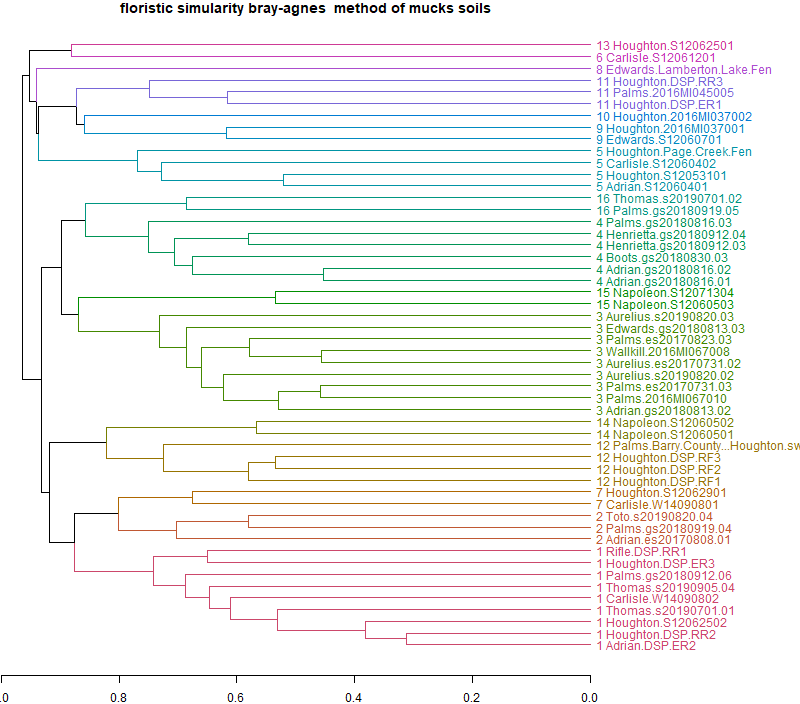 floristic simularity bray-agnes method of mucks soils
13 Houghton.S12062501
6 Carlisle.S12061201
8 Edwards.Lamberton.Lake.Fen
11 Houghton.DSP.RR3
11 Palms.2016MI045005
11 Houghton.DSP.ER1
10 Houghton.2016MI037002
9 Houghton.2016MI037001
9 Edwards.S12060701
5 Houghton.Page.Creek.Fen
5 Carlisle.S12060402
5 Houghton.S12053101
5 Adrian.S12060401
16 Thomas.s20190701.02
16 Palms.gs20180919.05
4 Palms.gs20180816.03
4 Henrietta.gs20180912.04
4 Henrietta.gs20180912.03
4 Boots.gs20180830.03
4 Adrian.gs20180816.02
4 Adrian.gs20180816.01
15 Napoleon.S12071304
15 Napoleon.S12060503
3 Aurelius.s20190820.03
3 Edwards.gs20180813.03
3 Palms.es20170823.03
3 Wallkill.2016MI067008
3 Aurelius.es20170731.02
3 Aurelius.s20190820.02
3 Palms.es20170731.03
3 Palms.2016MI067010
3 Adrian.gs20180813.02
14 Napoleon.S12060502
14 Napoleon.S12060501
12 Palms.Barry.County...Houghton.sw
12 Houghton.DSP.RF3
12 Houghton.DSP.RF2
12 Houghton.DSP.RF1
7 Houghton.S12062901
7 Carlisle.W14090801
2 Toto.s20190820.04
2 Palms.gs20180919.04
2 Adrian.es20170808.01
1 Rifle.DSP.RR1
1 Houghton.DSP.ER3
1 Palms.gs20180912.06
1 Thomas.s20190905.04
1 Carlisle.W14090802
1 Thomas.s20190701.01
1 Houghton.S12062502
1 Houghton.DSP.RR2
1 Adrian.DSP.ER2
.0 0.8 0.6 0.4 0.2 0.0